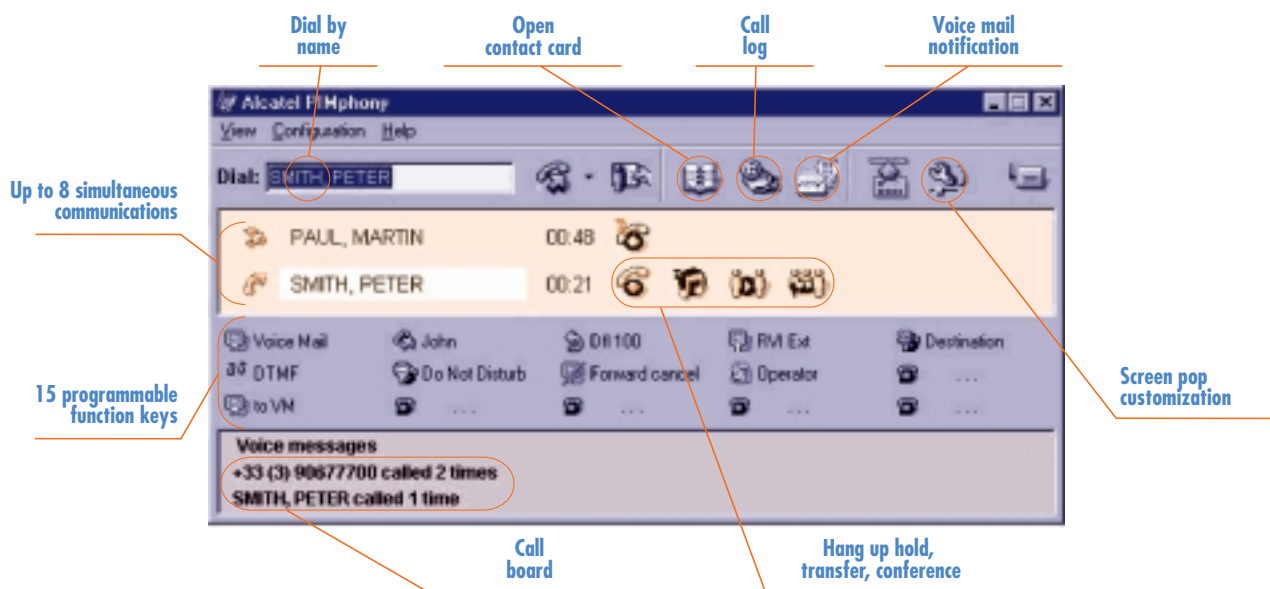 Dial by
name
Open
contact card
Call
log
Voice mail
notification
Alcatel PIMphony
View Configuration Help
Dial: SMITH, PETER
Up to 8 simultaneous
communications
PAUL, MARTIN 00:48
SMITH, PETER 00:21
Voice Mail John Dfl100 RVI Ext Destination
DTMF Do Not Disturb Forward cancel Operator ...
to VM ... ... ... ...
15 programmable
function keys
Screen pop
customization
Voice messages
+33 (3) 90677700 called 2 times
SMITH, PETER called 1 time
Call
board
Hang up hold,
transfer, conference